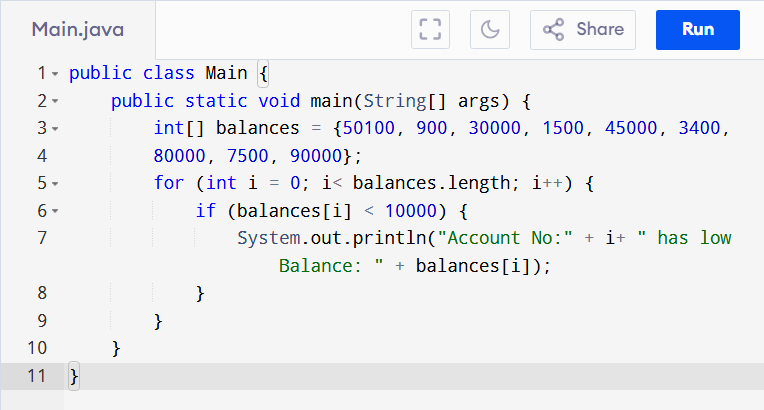 Main.java
Share
Run
1 public class Main {
2 public static void main(String[] args) {
3 int[] balances = {50100, 900, 30000, 1500, 45000, 3400,
4 80000, 7500, 90000};
5 for (int i = 0; i< balances.length; i++) {
6 if (balances[i] < 10000) {
7 System.out.println("Account No:" + i+ " has low
Balance: " + balances[i]);
8 }
9 }
10 }
11 }